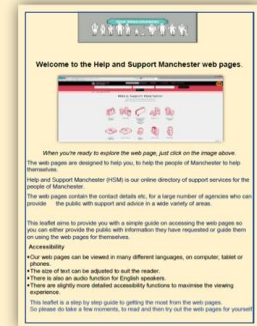 Welcome to the Help and Support Manchester web pages.
When you're ready to explore the web page, just click on the image above.
The web pages are designed to help you, to help the people of Manchester to help
themselves.
Help and Support Manchester (HSM) is our online directory of support services for the
people of Manchester.
The web pages contain the contact details etc, for a large number of agencies who can
provide the public with support and advice in a wide variety of areas.
This leaflet aims to provide you with a simple guide on accessing the web pages so
you can either provide the public with information they have requested or guide them
on using the web pages for themselves.
Accessibility
•Our web pages can be viewed in many different languages, on computer, tablet or
phones.
•The size of text can be adjusted to suit the reader.
•There is also an audio function for English speakers.
•There are slightly more detailed accessibility functions to maximise the viewing
experience.
This leaflet is a step by step guide to getting the most from the web pages.
So please do take a few moments, to read and then try out the web pages for yourself